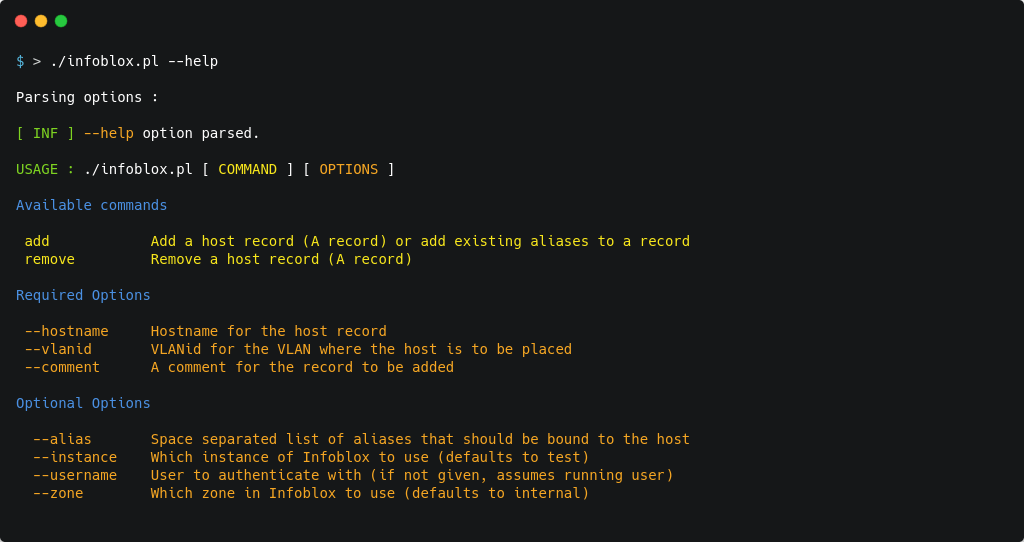 $ > ./infoblox.pl --help
Parsing options :
[ INF ] --help option parsed.
USAGE : ./infoblox.pl [ COMMAND ] [ OPTIONS ]
Available commands
add Add a host record (A record) or add existing aliases to a record
remove Remove a host record (A record)
Required Options
--hostname Hostname for the host record
--vlanid VLANid for the VLAN where the host is to be placed
--comment A comment for the record to be added
Optional Options
--alias Space separated list of aliases that should be bound to the host
--instance Which instance of Infoblox to use (defaults to test)
--username User to authenticate with (if not given, assumes running user)
--zone Which zone in Infoblox to use (defaults to internal)